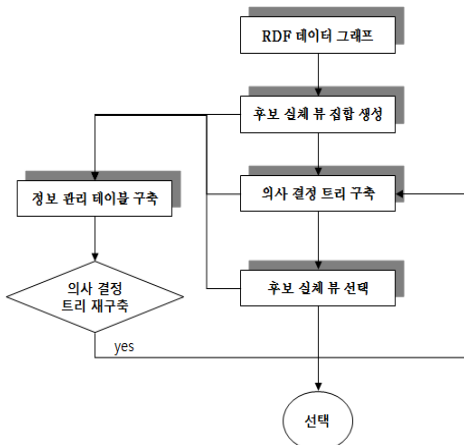 RDF 데이터 그래프
후보 실체 뷰 집합 생성
의사 결정 트리 구축
정보 관리 테이블 구축
의사 결정
트리 재구축
후보 실체 뷰 선택
yes
선택